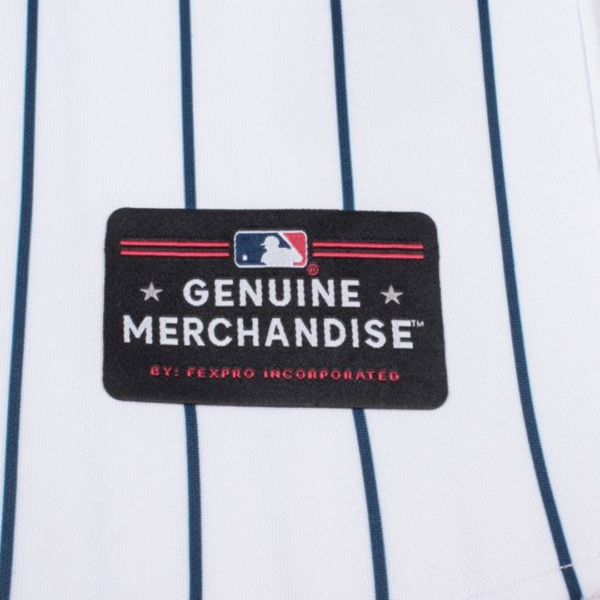 ®
GENUINE
MERCHANDISE™
BY: FEXPRO INCORPORATED